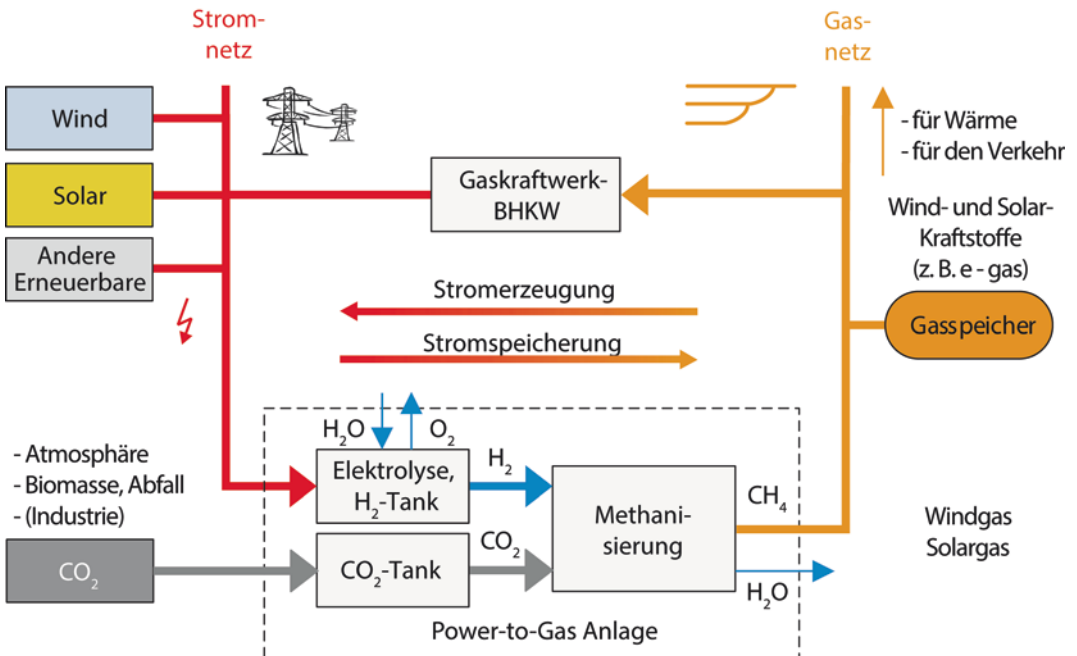 Strom-
netz
Gas-
netz
Wind
Solar
Andere
Erneuerbare
Gaskraftwerk-
BHKW
- für Wärme
- für den Verkehr
Wind- und Solar-
Kraftstoffe
(z. B. e - gas)
Gasspeicher
Stromerzeugung
Stromspeicherung
- Atmosphäre
- Biomasse, Abfall
- (Industrie)
CO₂
H₂O
O₂
Elektrolyse,
H₂-Tank
H₂
CO₂-Tank
CO₂
Methani-
sierung
CH₄
H₂O
Windgas
Solargas
Power-to-Gas Anlage